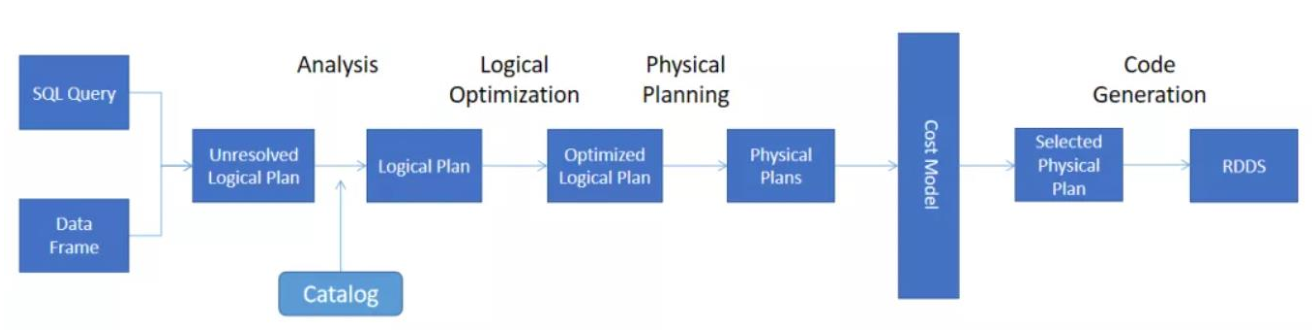 Analysis
Logical
Optimization
Physical
Planning
Code
Generation
SQL Query
Data
Frame
Unresolved
Logical Plan
Logical Plan
Optimized
Logical Plan
Physical
Plans
Cost Model
Selected
Physical
Plan
RDDS
Catalog